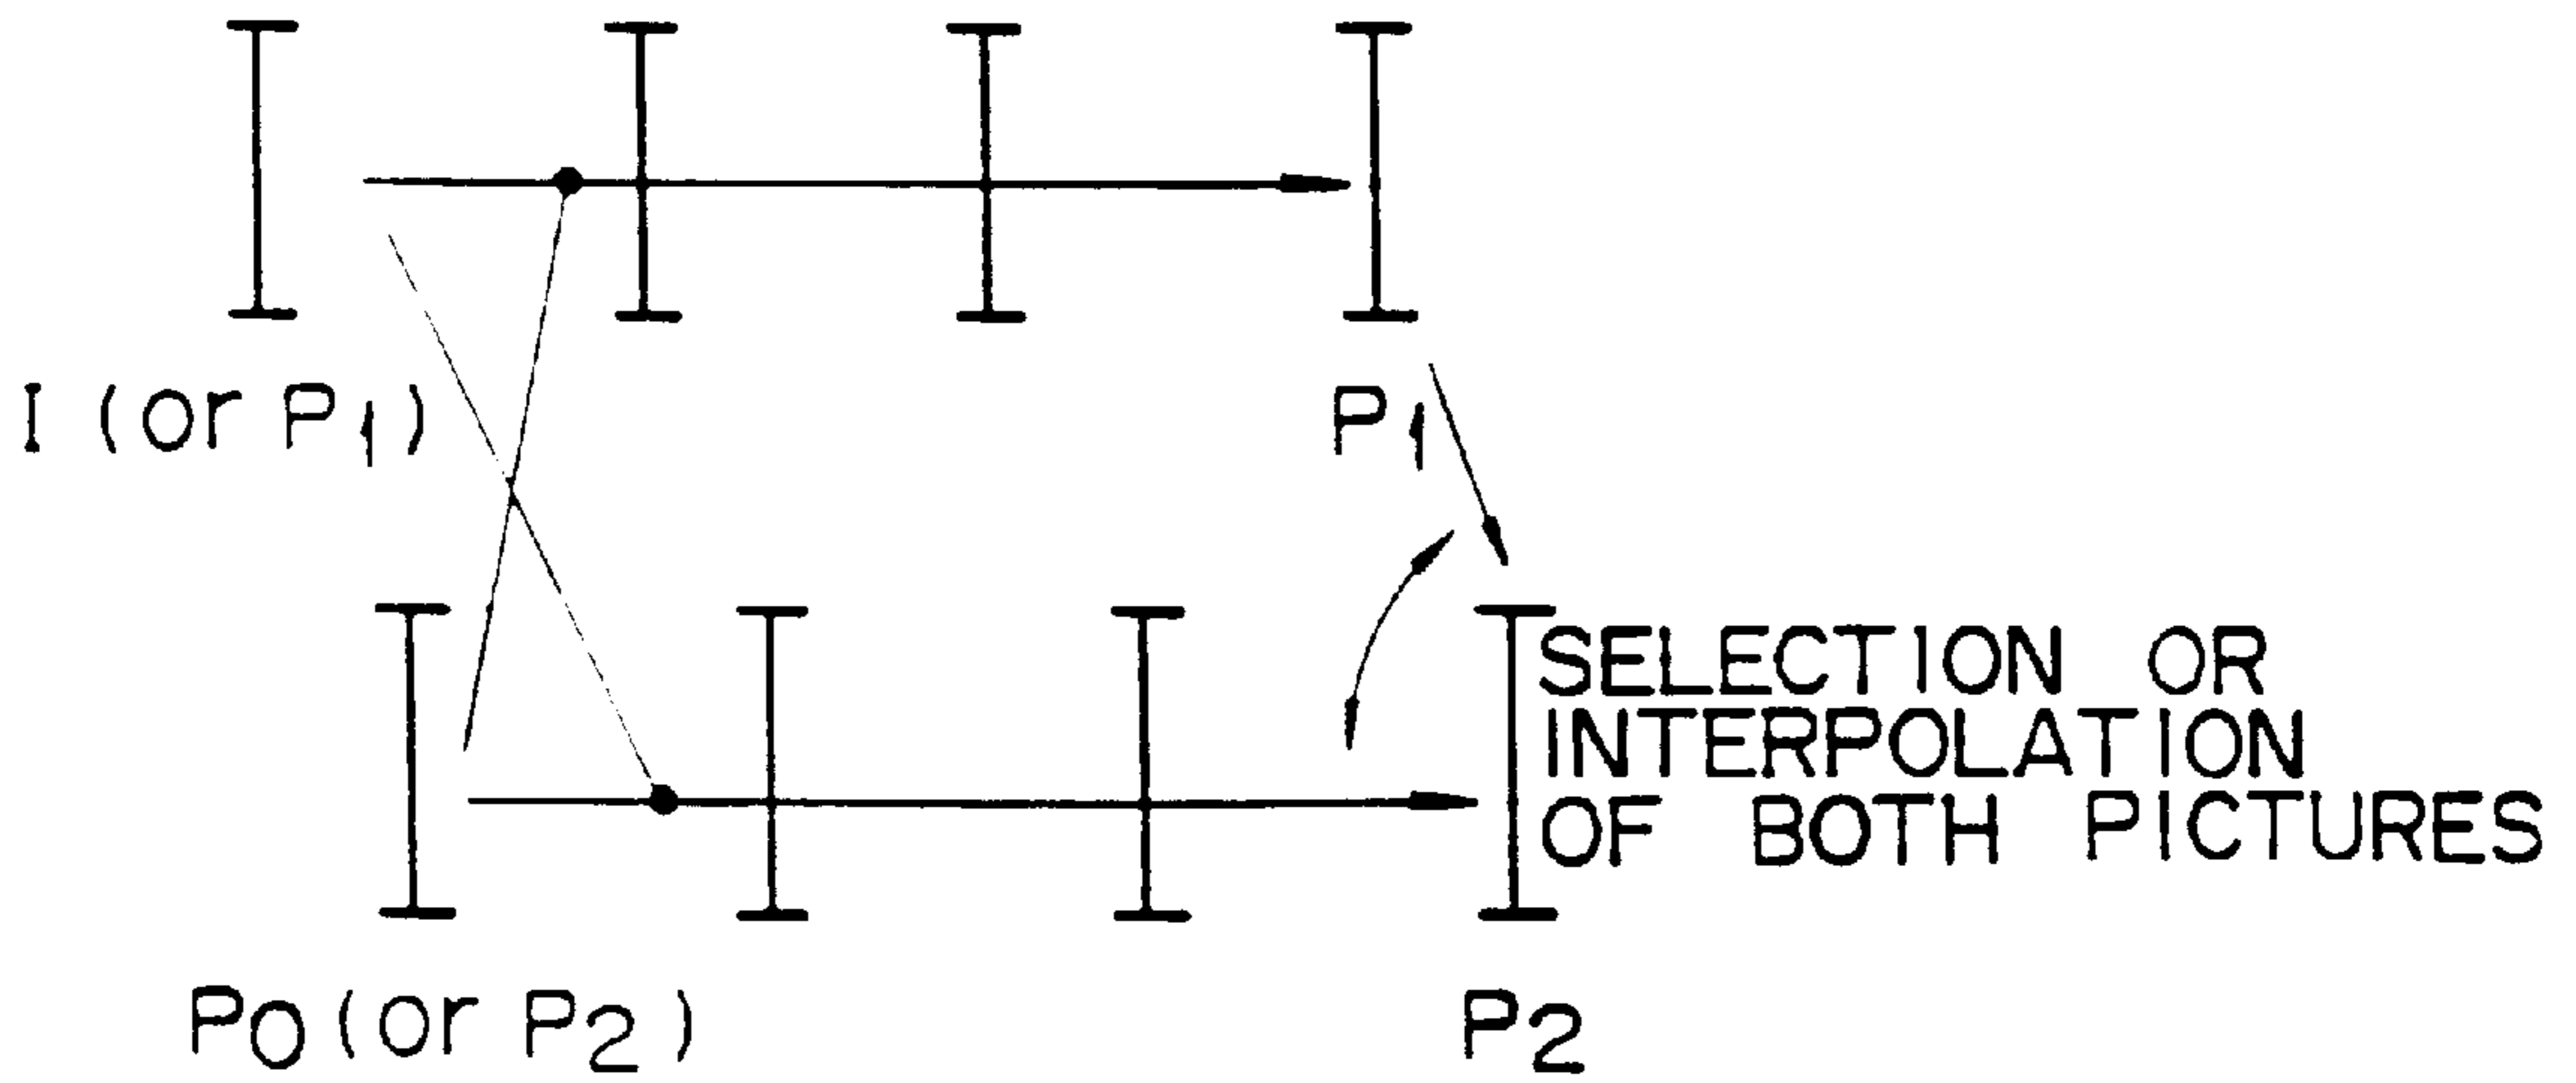 I (or P1)
P1
SELECTION OR
INTERPOLATION
OF BOTH PICTURES
P0 (or P2)
P2